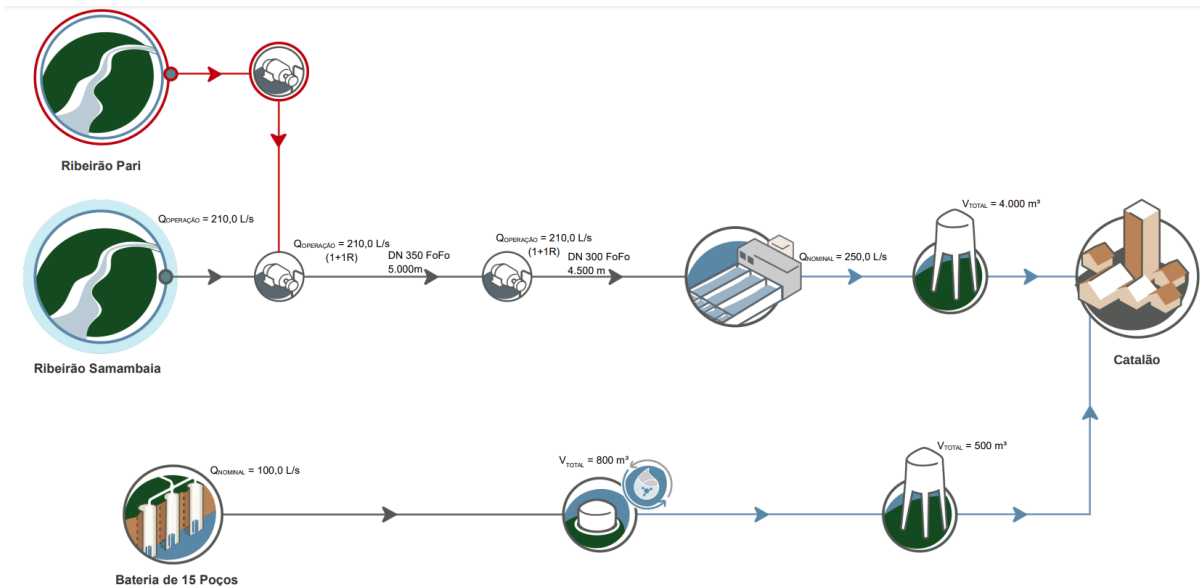 Ribeirão Pari
QOPERAÇÃO = 210,0 L/s
Ribeirão Samambaia
QOPERAÇÃO = 210,0 L/s
(1+1R)
DN 350 FoFo
5.000m
QOPERAÇÃO = 210,0 L/s
(1+1R)
DN 300 FoFo
4.500 m
QNOMINAL = 250,0 L/s
VTOTAL = 4.000 m³
Catalão
QNOMINAL = 100,0 L/s
Bateria de 15 Poços
VTOTAL = 800 m³
VTOTAL = 500 m³